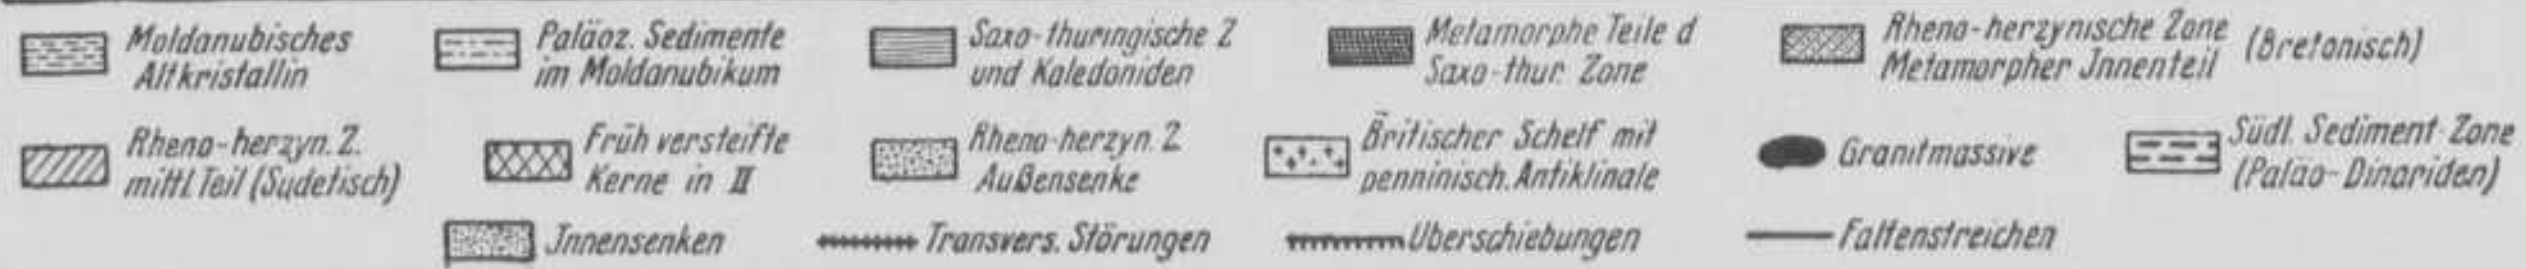 Moldanubisches
Altkristallin
Paläoz. Sedimente
im Moldanubikum
Saxo-thuringische Z
und Kaledoniden
Metamorphe Teile d
Saxo-thur. Zone
Rheno-herzynische Zone
Metamorpher Jnnenteil (Bretonisch)
Rheno-herzyn. Z.
mittl. Teil (Sudetisch)
Früh versteifte
Kerne in II
Rheno-herzyn. Z
Außensenke
Britischer Schelf mit
penninisch. Antiklinale
Granitmassive
Südl. Sediment-Zone
(Paläo-Dinariden)
Jnnensenken
Transvers. Störungen
Uberschiebungen
Faltenstreichen